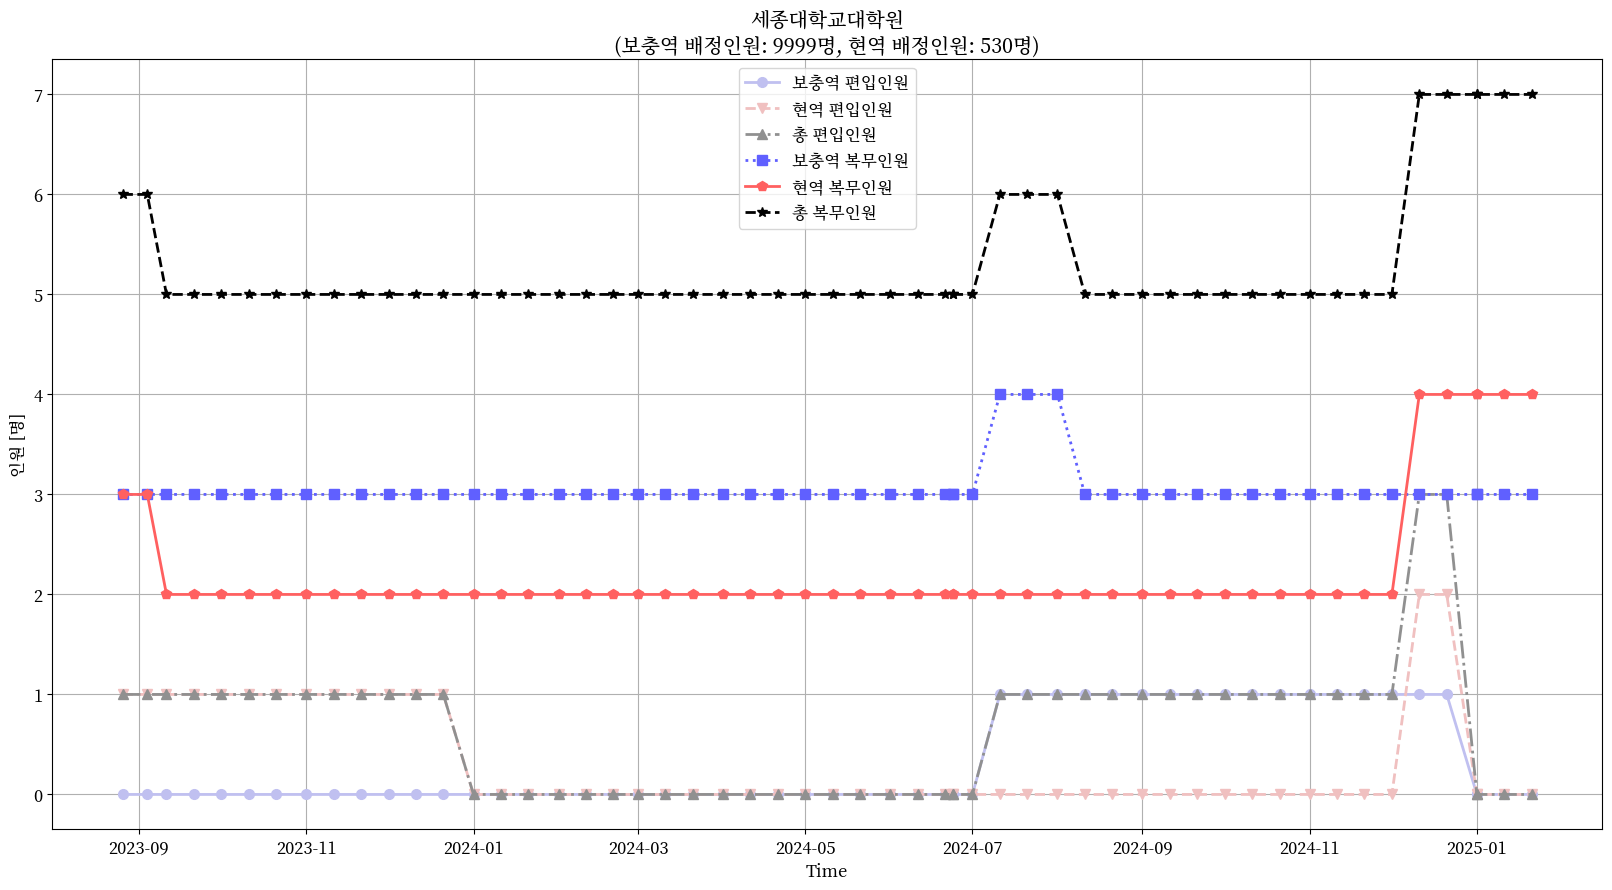 세종대학교대학원
(보충역 배정인원: 9999명, 현역 배정인원: 530명)
보충역 편입인원
현역 편입인원
총 편입인원
보충역 복무인원
현역 복무인원
총 복무인원
인원 [명]
7
6
5
4
3
2
1
0
2023-09 2023-11 2024-01 2024-03 2024-05 2024-07 2024-09 2024-11 2025-01
Time